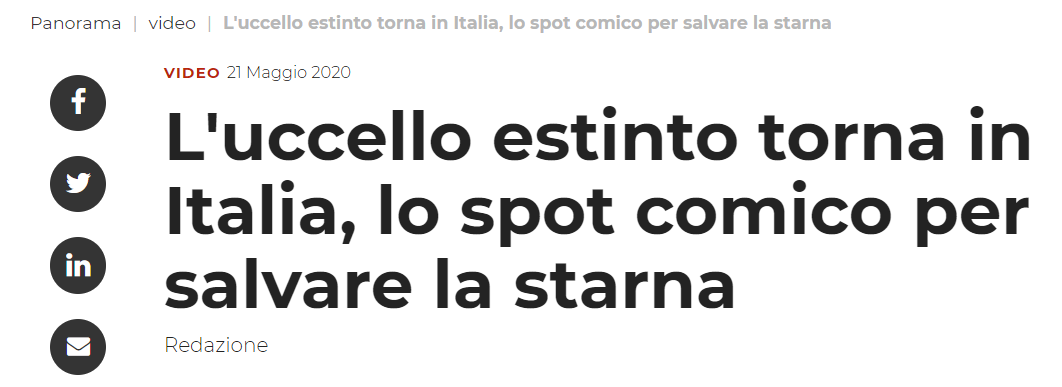 Panorama | video | L'uccello estinto torna in Italia, lo spot comico per salvare la starna
VIDEO 21 Maggio 2020
L'uccello estinto torna in
Italia, lo spot comico per
salvare la starna
Redazione